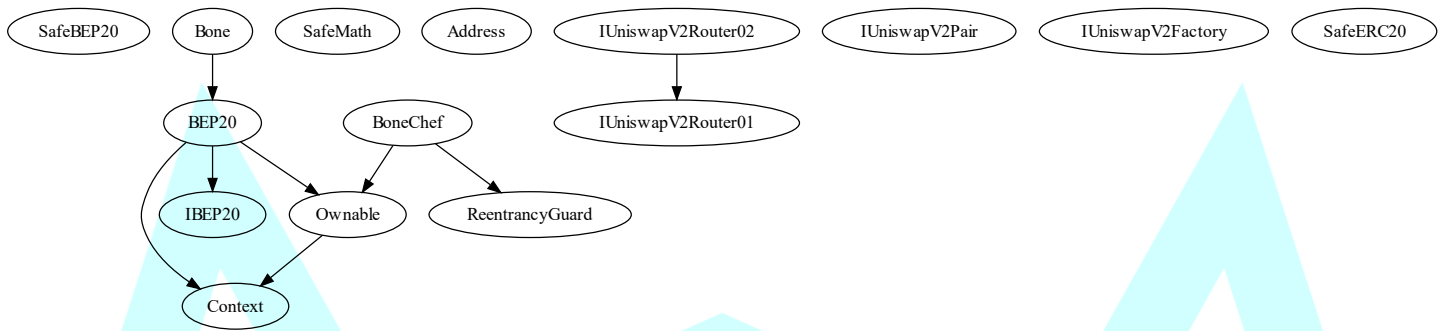 SafeBEP20
Bone
SafeMath
Address
IUniswapV2Router02
IUniswapV2Pair
IUniswapV2Factory
SafeERC20
BEP20
BoneChef
IUniswapV2Router01
IBEP20
Ownable
ReentrancyGuard
Context